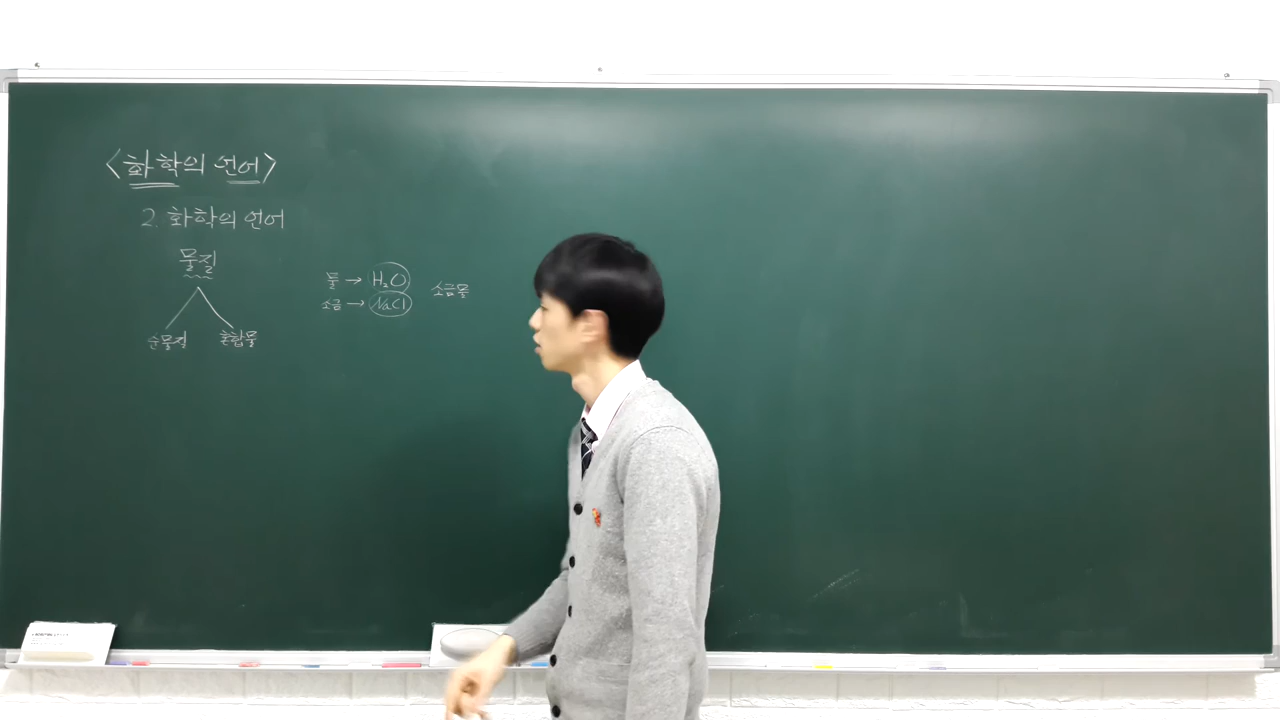 <화학의 언어>
2. 화학의 언어
물질
순물질 혼합물
물 → H₂O
소금 → NaCl
소금물